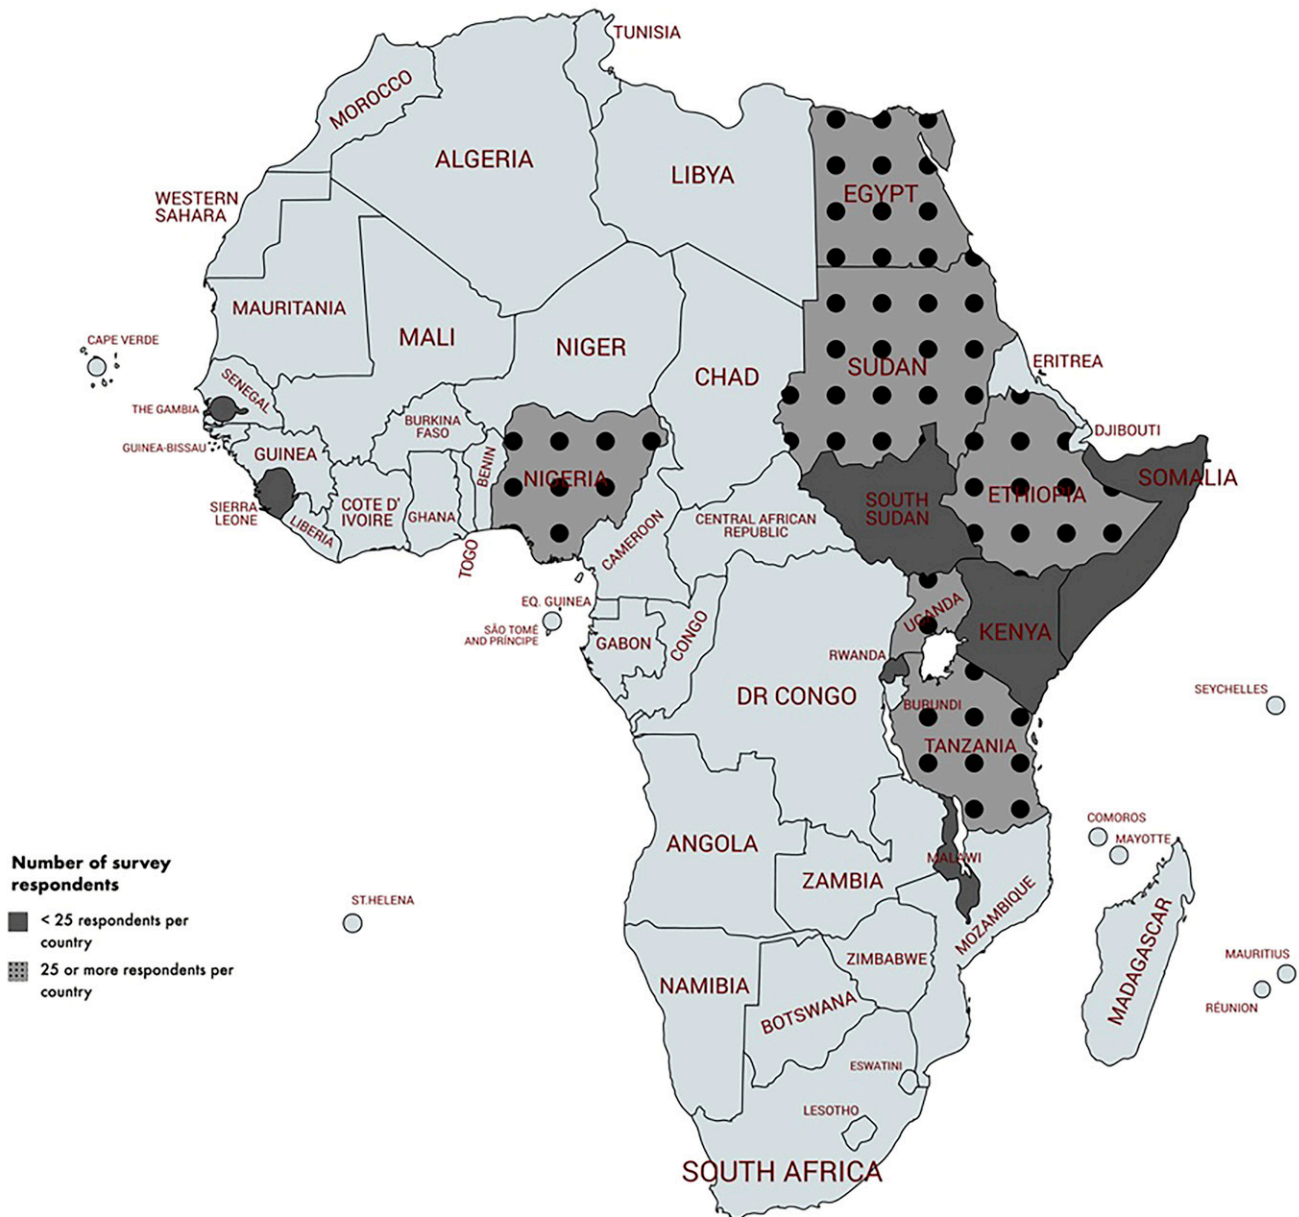 TUNISIA
MOROCCO
ALGERIA
LIBYA
EGYPT
WESTERN
SAHARA
MAURITANIA
MALI
NIGER
CHAD
SUDAN
ERITREA
CAPE VERDE
SENEGAL
THE GAMBIA
GUINEA-BISSAU
GUINEA
BURKINA
FASO
BENIN
NIGERIA
DJIBOUTI
SOMALIA
ETHIOPIA
SOUTH
SUDAN
SIERRA
LEONE
LIBERIA
COTE D'
IVOIRE
GHANA
TOGO
CAMEROON
CENTRAL AFRICAN
REPUBLIC
EQ. GUINEA
SÃO TOMÉ
AND PRÍNCIPE
GABON
CONGO
UGANDA
KENYA
RWANDA
DR CONGO
BURUNDI
TANZANIA
SEYCHELLES
ANGOLA
MALAWI
COMOROS
MAYOTTE
ZAMBIA
MOZAMBIQUE
MADAGASCAR
ST.HELENA
NAMIBIA
ZIMBABWE
BOTSWANA
MAURITIUS
RÉUNION
ESWATINI
LESOTHO
SOUTH AFRICA
Number of survey
respondents
< 25 respondents per
country
25 or more respondents per
country